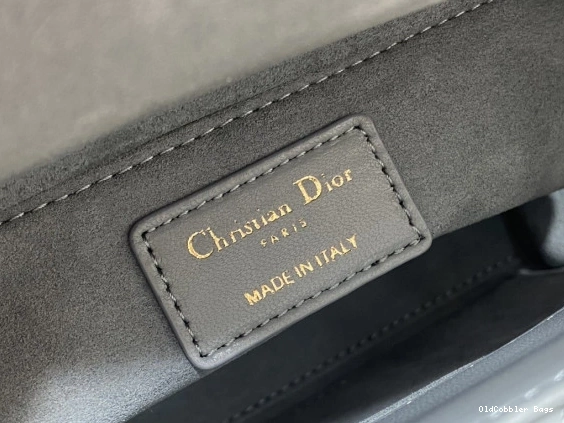 Christian Dior
PARIS
MADE IN ITALY
OldCobbler Bags